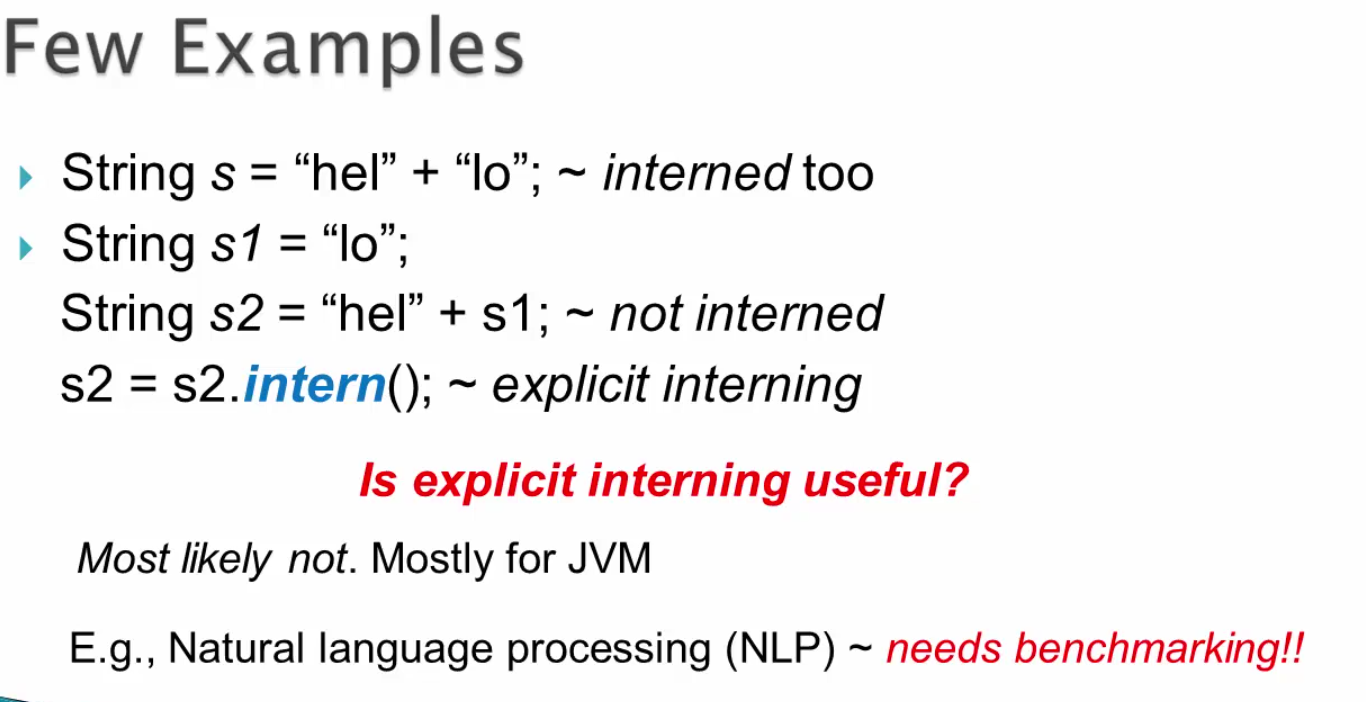 Few Examples
String s = “hel” + “lo”; ~ interned too
String s1 = “lo”;
String s2 = “hel” + s1; ~ not interned
s2 = s2.intern(); ~ explicit interning
Is explicit interning useful?
Most likely not. Mostly for JVM
E.g., Natural language processing (NLP) ~ needs benchmarking!!